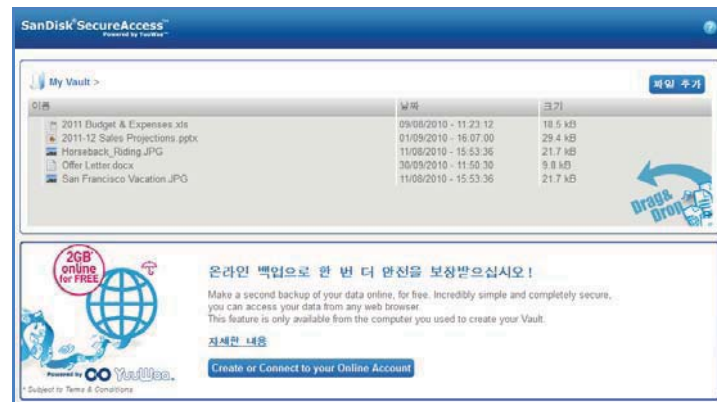 SanDisk® SecureAccess™
Powered by YuuWaa™
?
My Vault >
파일 추가
이름 날짜 크기
2011 Budget & Expenses.xls 09/08/2010 - 11:23:12 18.5 kB
2011-12 Sales Projections.pptx 01/09/2010 - 16:07:00 29.4 kB
Horseback_Riding.JPG 11/08/2010 - 15:53:36 21.7 kB
Offer Letter.docx 30/09/2010 - 11:50:30 9.8 kB
San Francisco Vacation.JPG 11/08/2010 - 15:53:36 21.7 kB
Drag&
Drop
2GB*
online
for FREE
온라인 백업으로 한 번 더 안전을 보장받으십시오!
Make a second backup of your data online, for free. Incredibly simple and completely secure,
you can access your data from any web browser.
This feature is only available from the computer you used to create your Vault.
자세한 내용
Create or Connect to your Online Account
Powered by YuuWaa.
* Subject to Terms & Conditions